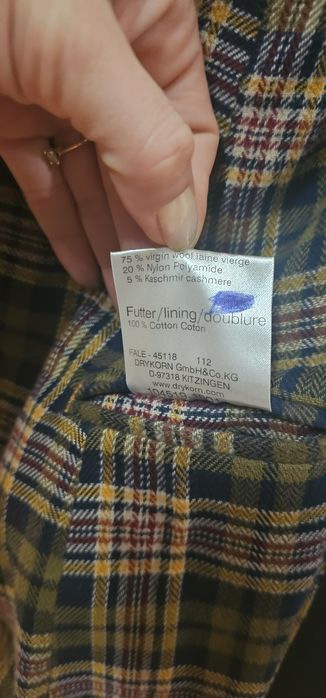 75 % virgin wool laine vierge
20 % Nylon Polyamide
5 % Kaschmir cashmere
Futter/lining/doublure
100 % Cotton Coton
FALE - 45118 112
DRYKORN GmbH&Co.KG
D-97318 KITZINGEN
www.drykorn.com